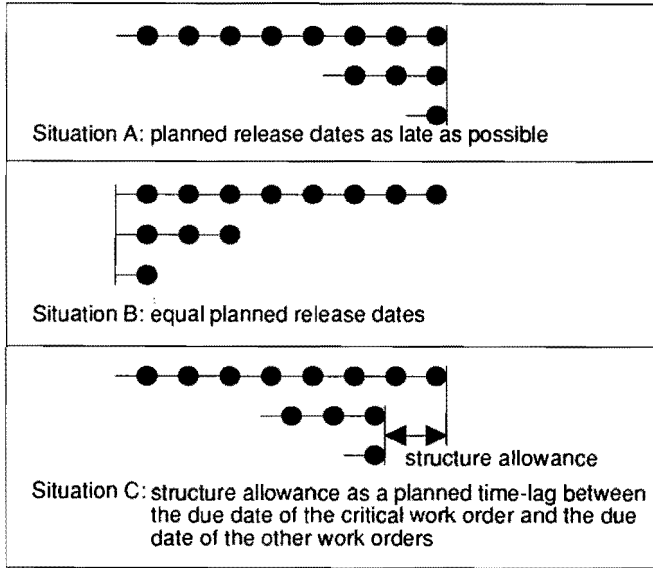 Situation A: planned release dates as late as possible
Situation B: equal planned release dates
structure allowance
Situation C: structure allowance as a planned time-lag between
the due date of the critical work order and the due
date of the other work orders